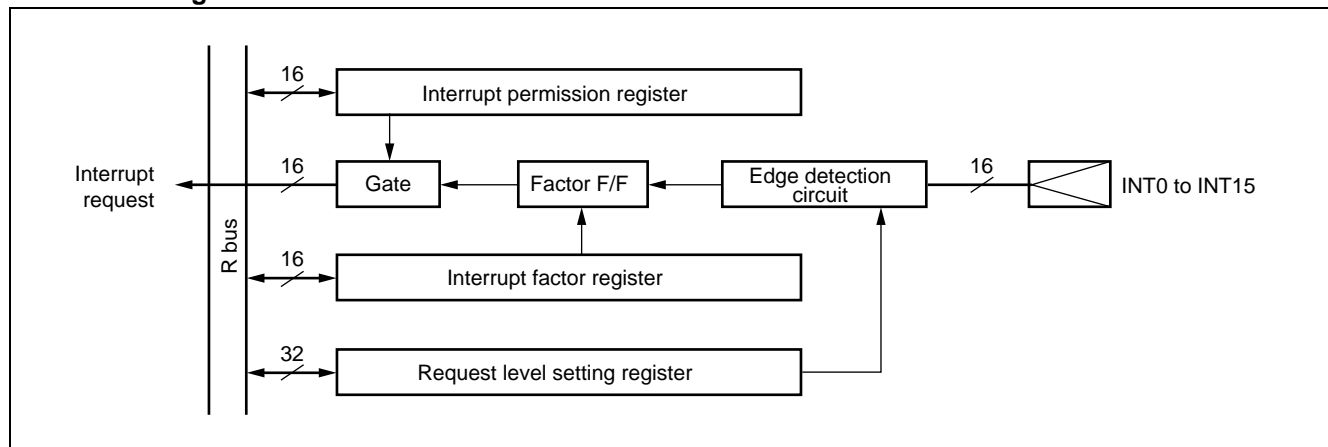 16
Interrupt permission register
Interrupt
request
16
Gate
Factor F/F
Edge detection
circuit
16
INT0 to INT15
R bus
16
Interrupt factor register
32
Request level setting register